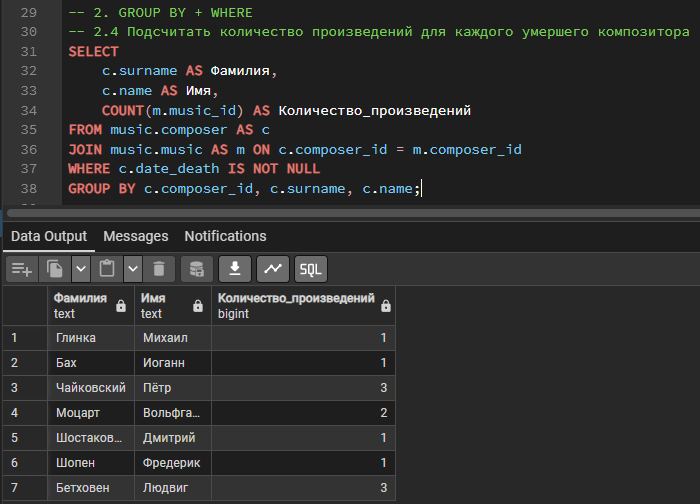 29 -- 2. GROUP BY + WHERE
30 -- 2.4 Подсчитать количество произведений для каждого умершего композитора
31 SELECT
32 c.surname AS Фамилия,
33 c.name AS Имя,
34 COUNT(m.music_id) AS Количество_произведений
35 FROM music.composer AS c
36 JOIN music.music AS m ON c.composer_id = m.composer_id
37 WHERE c.date_death IS NOT NULL
38 GROUP BY c.composer_id, c.surname, c.name;
Data Output Messages Notifications
SQL
Фамилия Имя Количество_произведений
text text bigint
1 Глинка Михаил 1
2 Бах Иоганн 1
3 Чайковский Пётр 3
4 Моцарт Вольфга... 2
5 Шостаков... Дмитрий 1
6 Шопен Фредерик 1
7 Бетховен Людвиг 3